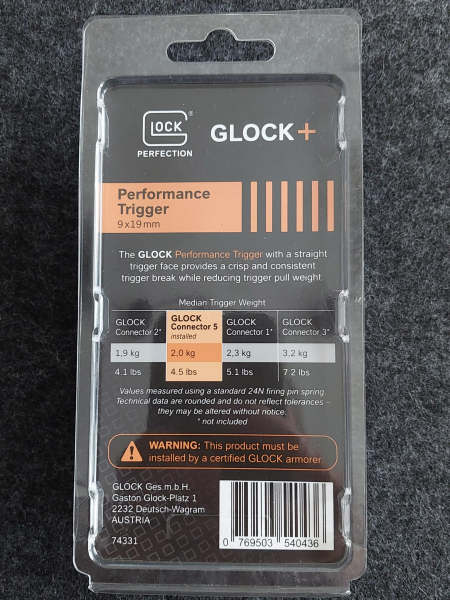 GLOCK
®
PERFECTION
GLOCK+
Performance
Trigger
9x19mm
The GLOCK Performance Trigger with a straight
trigger face provides a crisp and consistent
trigger break while reducing trigger pull weight.
Median Trigger Weight
GLOCK Connector 2* GLOCK Connector 5 installed GLOCK Connector 1* GLOCK Connector 3*
1,9 kg 2,0 kg 2,3 kg 3,2 kg
4.1 lbs 4.5 lbs 5.1 lbs 7.2 lbs
Values measured using a standard 24N firing pin spring.
Technical data are rounded and do not reflect tolerances –
they may be altered without notice.
* not included
WARNING: This product must be
installed by a certified GLOCK armorer.
GLOCK Ges.m.b.H.
Gaston Glock-Platz 1
2232 Deutsch-Wagram
AUSTRIA
74331
0 769503 540436